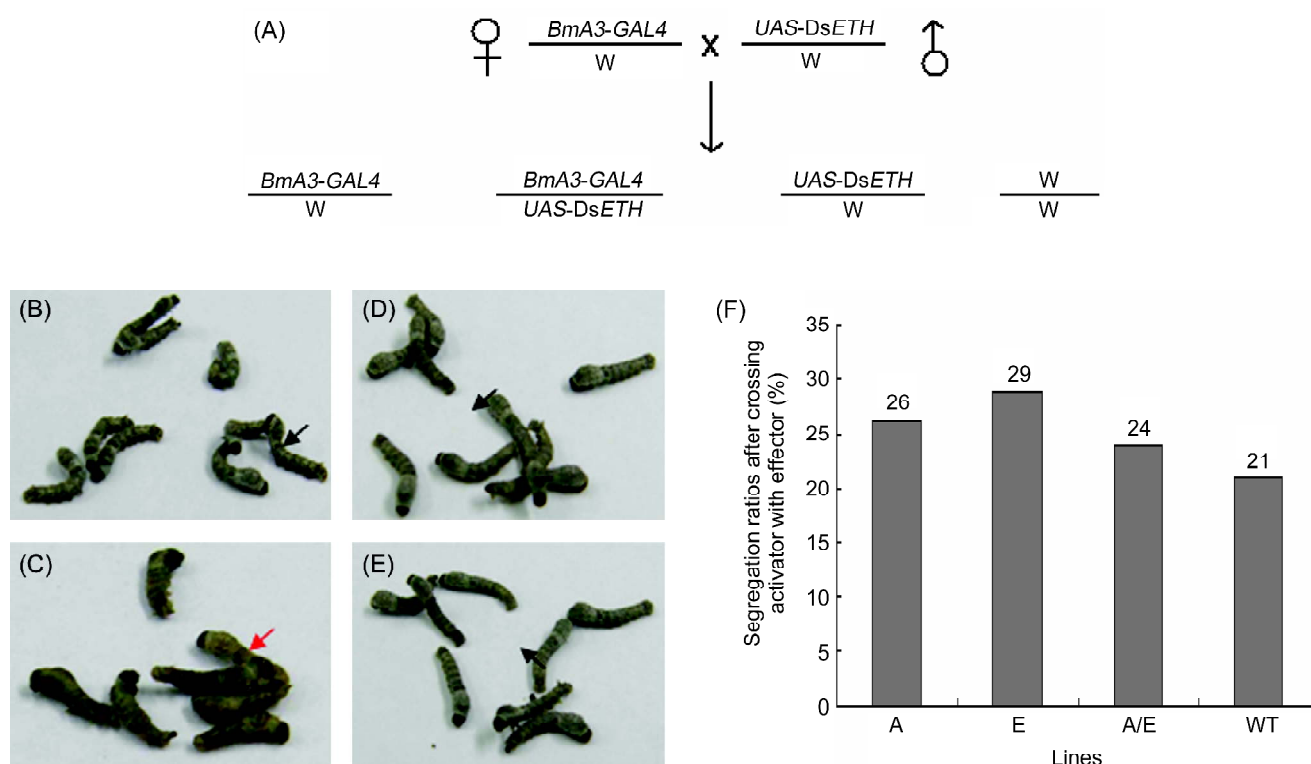 (A)
♀ BmA3-GAL4 x UAS-DsETH ♂
W W
BmA3-GAL4 BmA3-GAL4 UAS-DsETH W
W UAS-DsETH W W
(B)
(D)
(C)
(E)
(F)
Segregation ratios after crossing
activator with effector (%)
35
30
25
20
15
10
5
0
26
29
24
21
A E A/E WT
Lines